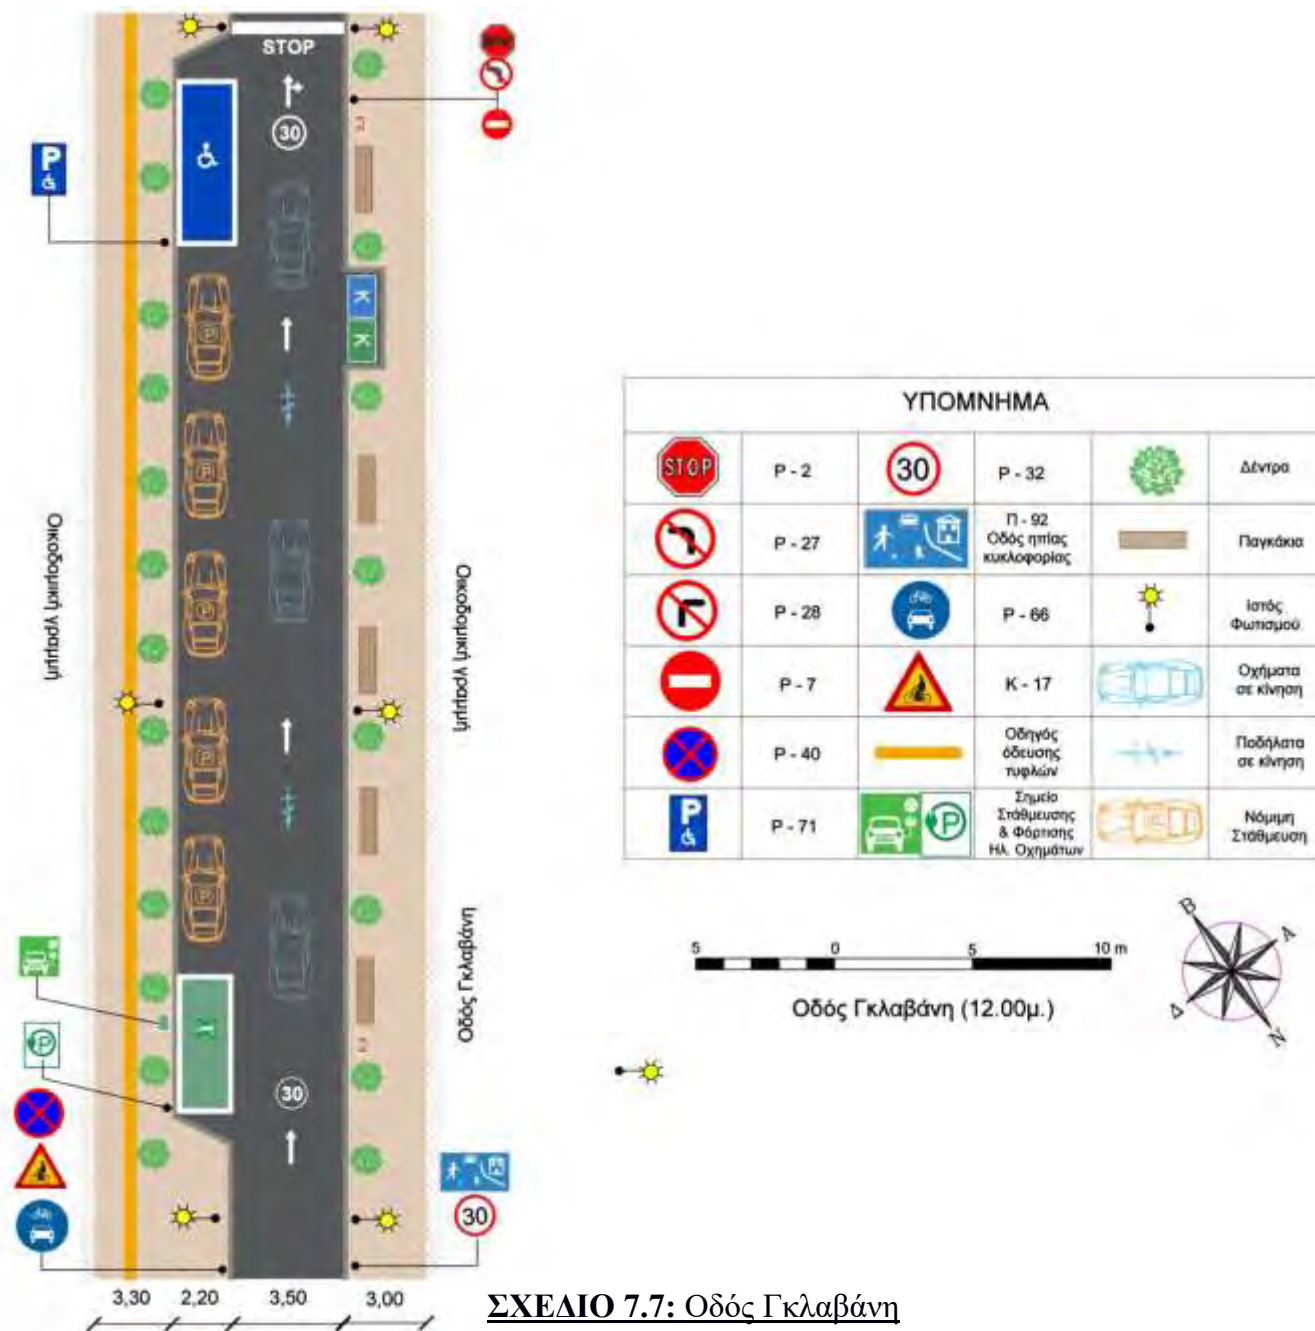 STOP
30
P
K
K
P
P
P
P
P
P
30
30
Οικοδομική γραμμή
Οικοδομική γραμμή
Οδός Γκλαβάνη
3,30 2,20 3,50 3,00
ΥΠΟΜΝΗΜΑ
STOP P - 2 30 P - 32 Δέντρα
P - 27 Π - 92 Οδός ηπίας κυκλοφορίας Παγκάκια
P - 28 P - 66 Ιστός Φωτισμού
P - 7 K - 17 Οχήματα σε κίνηση
P - 40 Οδηγός όδευσης τυφλών Ποδήλατα σε κίνηση
P P - 71 P Σημείο Στάθμευσης & Φόρτισης Ηλ. Οχημάτων Νόμιμη Στάθμευση
5 0 5 10 m
Οδός Γκλαβάνη (12.00μ.)
Β
Α
Δ
Ν
ΣΧΕΔΙΟ 7.7: Οδός Γκλαβάνη